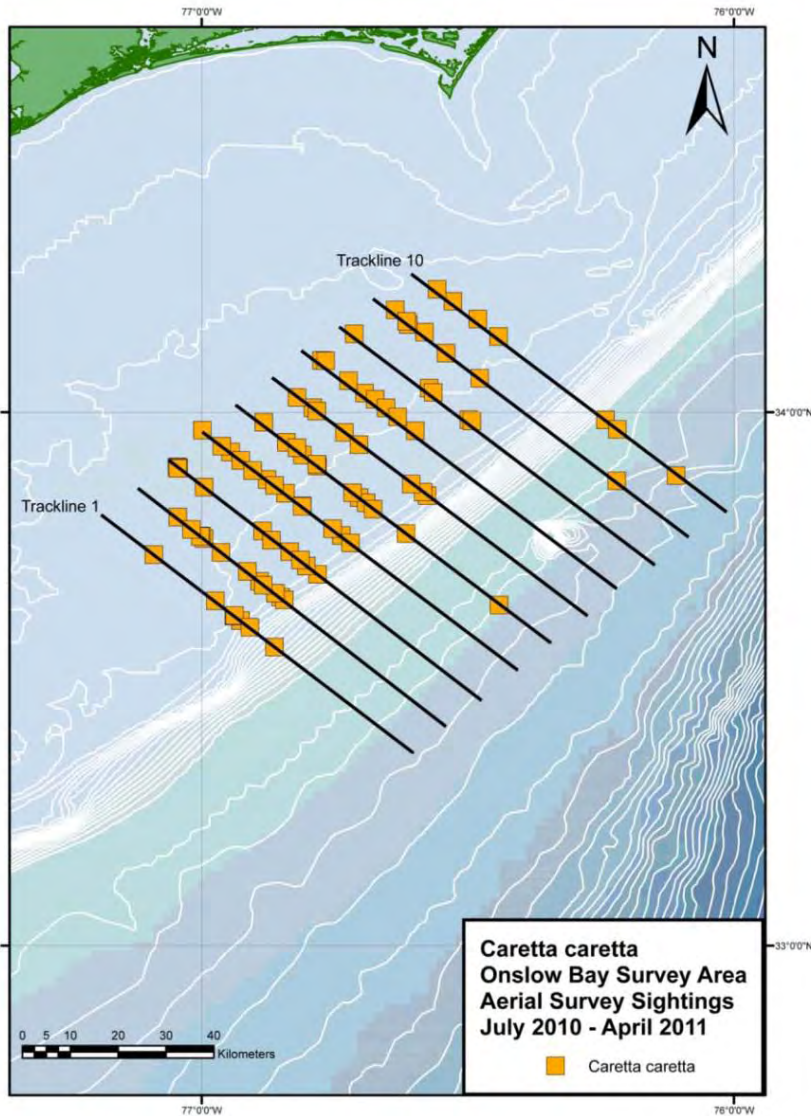 77°0'0"W 76°0'0"W
N
Trackline 10
34°0'0"N
Trackline 1
33°0'0"N
Caretta caretta
Onslow Bay Survey Area
Aerial Survey Sightings
July 2010 - April 2011
Caretta caretta
0 5 10 20 30 40
Kilometers
77°0'0"W 76°0'0"W